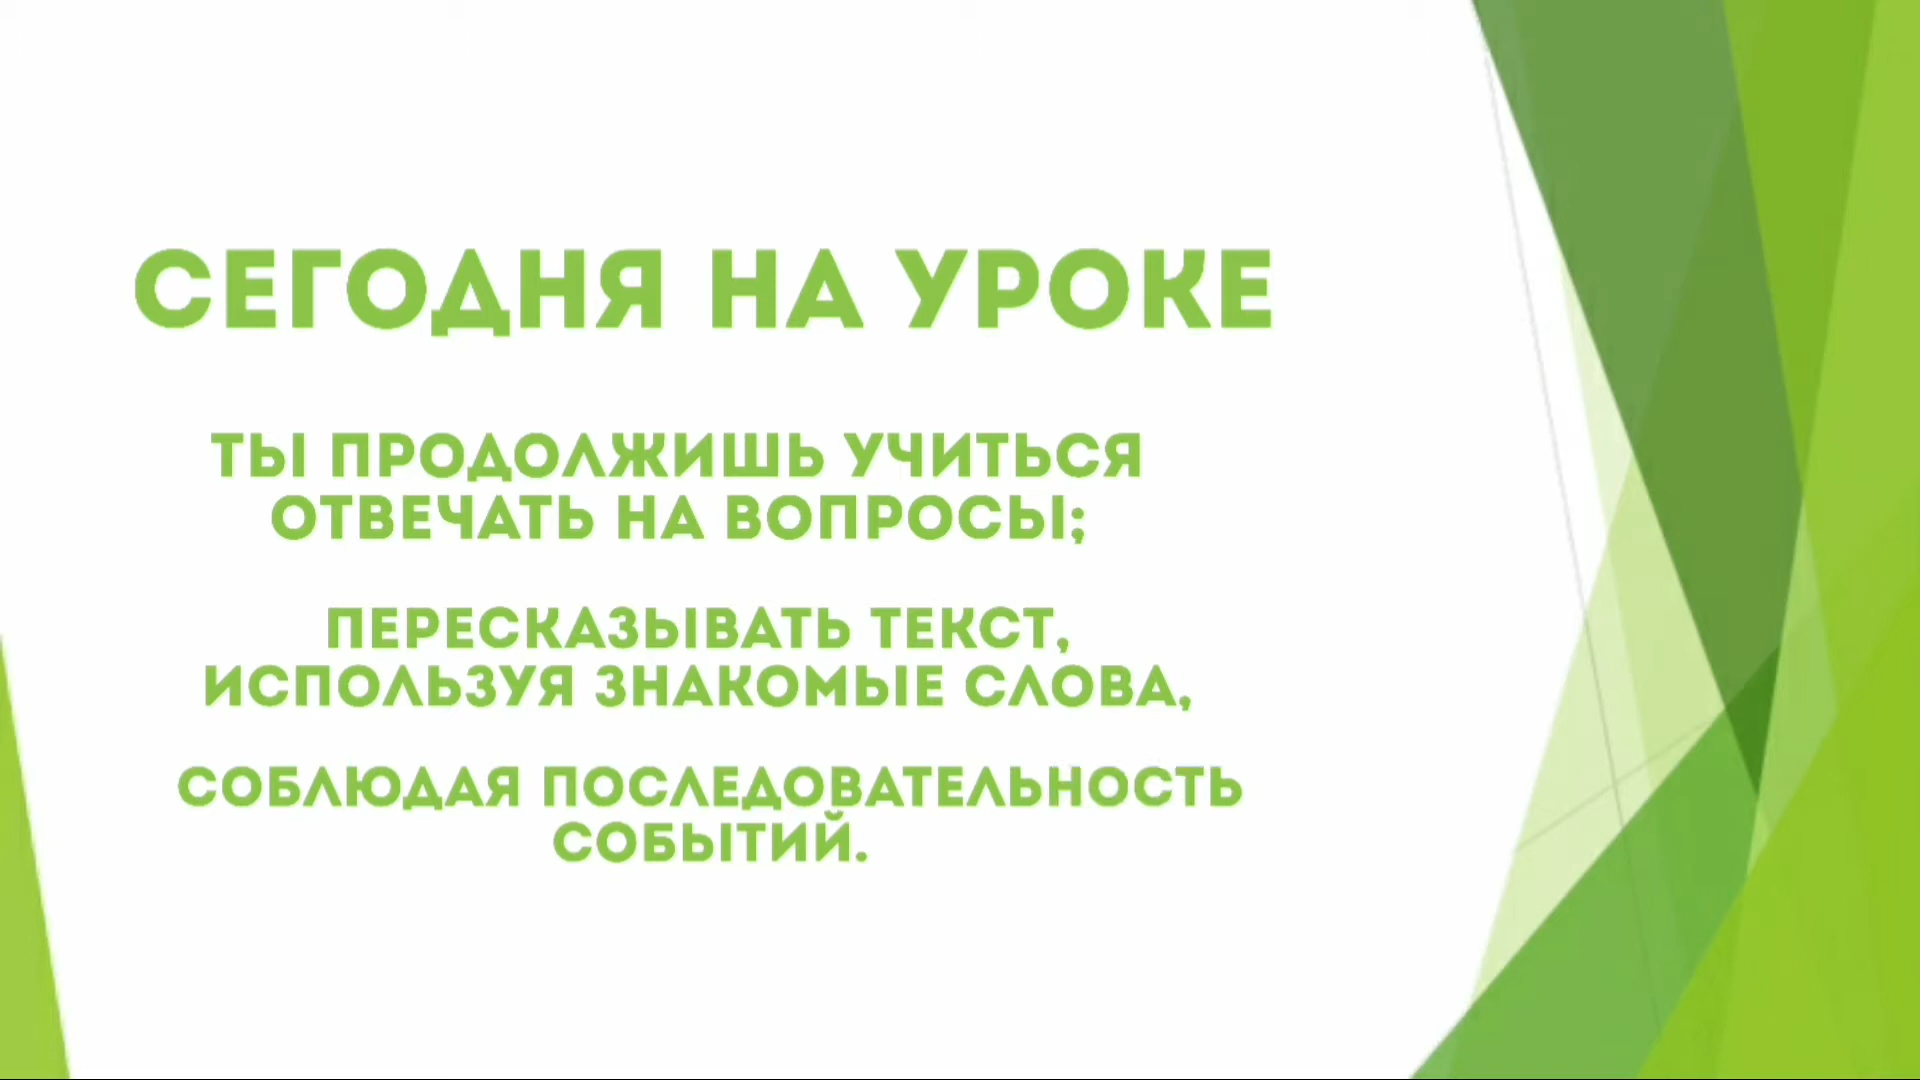 СЕГОДНЯ НА УРОКЕ
ТЫ ПРОДОЛЖИШЬ УЧИТЬСЯ
ОТВЕЧАТЬ НА ВОПРОСЫ;
ПЕРЕСКАЗЫВАТЬ ТЕКСТ,
ИСПОЛЬЗУЯ ЗНАКОМЫЕ СЛОВА,
СОБЛЮДАЯ ПОСЛЕДОВАТЕЛЬНОСТЬ
СОБЫТИЙ.